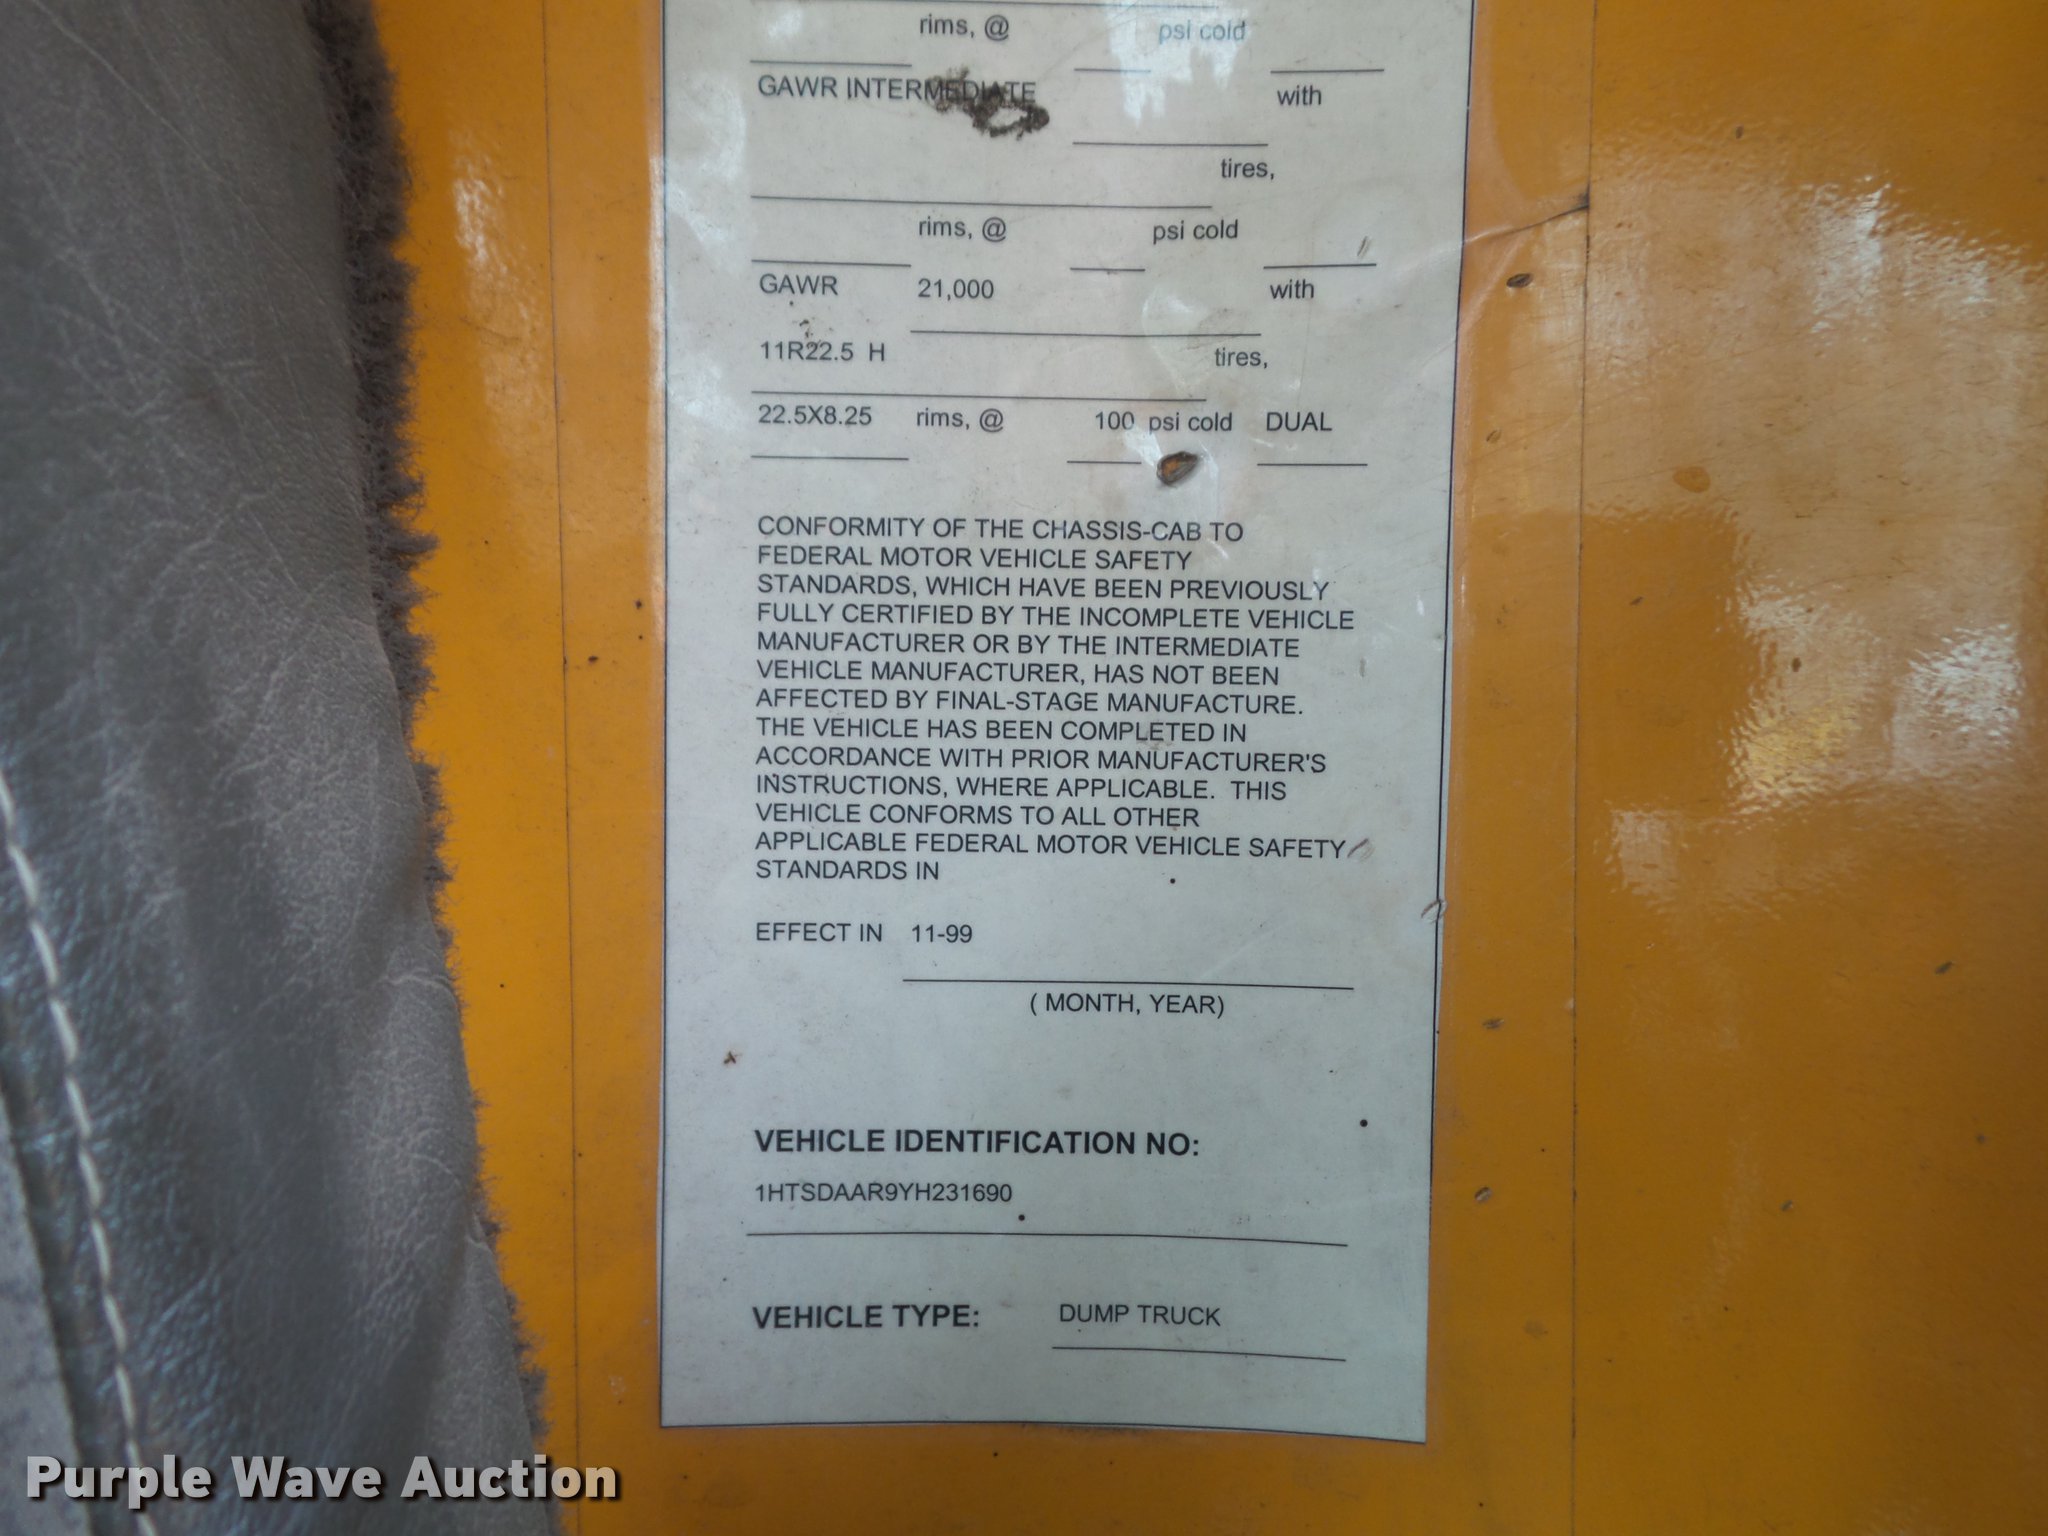 rims, @ psi cold
GAWR INTERMEDIATE with
tires,
rims, @ psi cold
GAWR 21,000 with
11R22.5 H tires,
22.5X8.25 rims, @ 100 psi cold DUAL
CONFORMITY OF THE CHASSIS-CAB TO
FEDERAL MOTOR VEHICLE SAFETY
STANDARDS, WHICH HAVE BEEN PREVIOUSLY
FULLY CERTIFIED BY THE INCOMPLETE VEHICLE
MANUFACTURER OR BY THE INTERMEDIATE
VEHICLE MANUFACTURER, HAS NOT BEEN
AFFECTED BY FINAL-STAGE MANUFACTURE.
THE VEHICLE HAS BEEN COMPLETED IN
ACCORDANCE WITH PRIOR MANUFACTURER'S
INSTRUCTIONS, WHERE APPLICABLE. THIS
VEHICLE CONFORMS TO ALL OTHER
APPLICABLE FEDERAL MOTOR VEHICLE SAFETY
STANDARDS IN
EFFECT IN 11-99
( MONTH, YEAR)
VEHICLE IDENTIFICATION NO:
1HTSDAAR9YH231690
VEHICLE TYPE: DUMP TRUCK
Purple Wave Auction